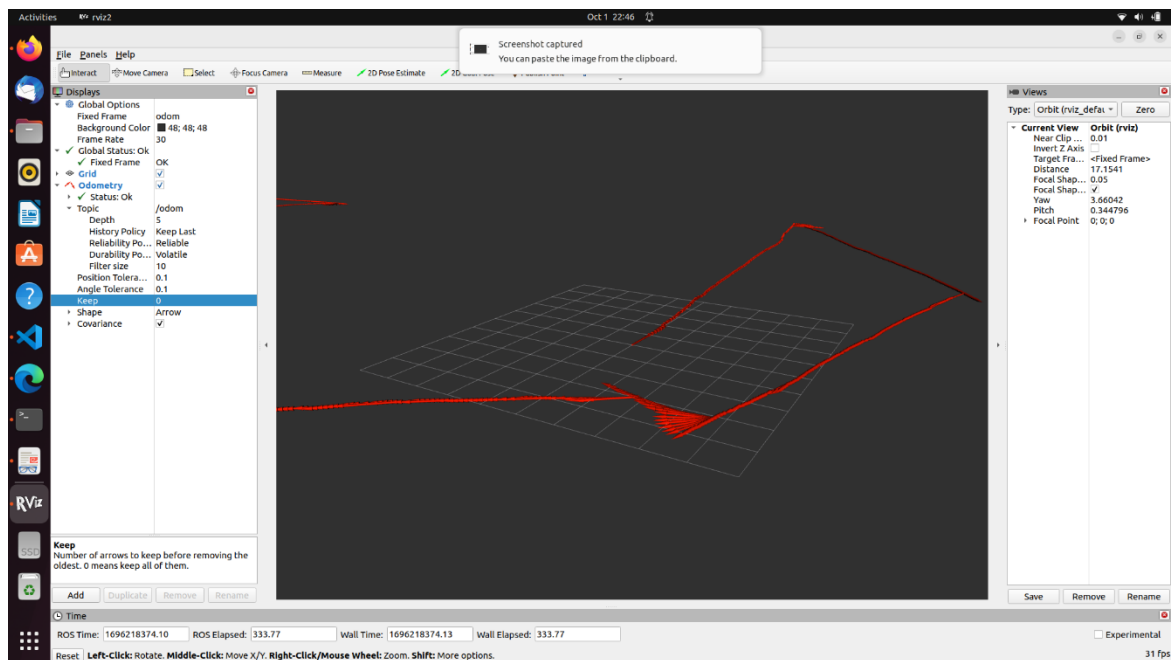 Activities RViz rviz2 Oct 1 22:46
Screenshot captured
You can paste the image from the clipboard.
File Panels Help
Interact Move Camera Select Focus Camera Measure 2D Pose Estimate
Displays
Global Options
Fixed Frame odom
Background Color 48; 48; 48
Frame Rate 30
Global Status: Ok
Fixed Frame OK
Grid
Odometry
Status: Ok
Topic /odom
Depth 5
History Policy Keep Last
Reliability Po... Reliable
Durability Po... Volatile
Filter size 10
Position Tolera... 0.1
Angle Tolerance 0.1
Keep 0
Shape Arrow
Covariance
Keep
Number of arrows to keep before removing the
oldest. 0 means keep all of them.
Add Duplicate Remove Rename
Views
Type: Orbit (rviz_defau Zero
Current View Orbit (rviz)
Near Clip ... 0.01
Invert Z Axis
Target Fra... <Fixed Frame>
Distance 17.1541
Focal Shap... 0.05
Focal Shap...
Yaw 3.66042
Pitch 0.344796
Focal Point 0; 0; 0
Save Remove Rename
RViz
SSD
Time
ROS Time: 1696218374.10 ROS Elapsed: 333.77 Wall Time: 1696218374.13 Wall Elapsed: 333.77 Experimental
Reset Left-Click: Rotate. Middle-Click: Move X/Y. Right-Click/Mouse Wheel: Zoom. Shift: More options. 31 fps